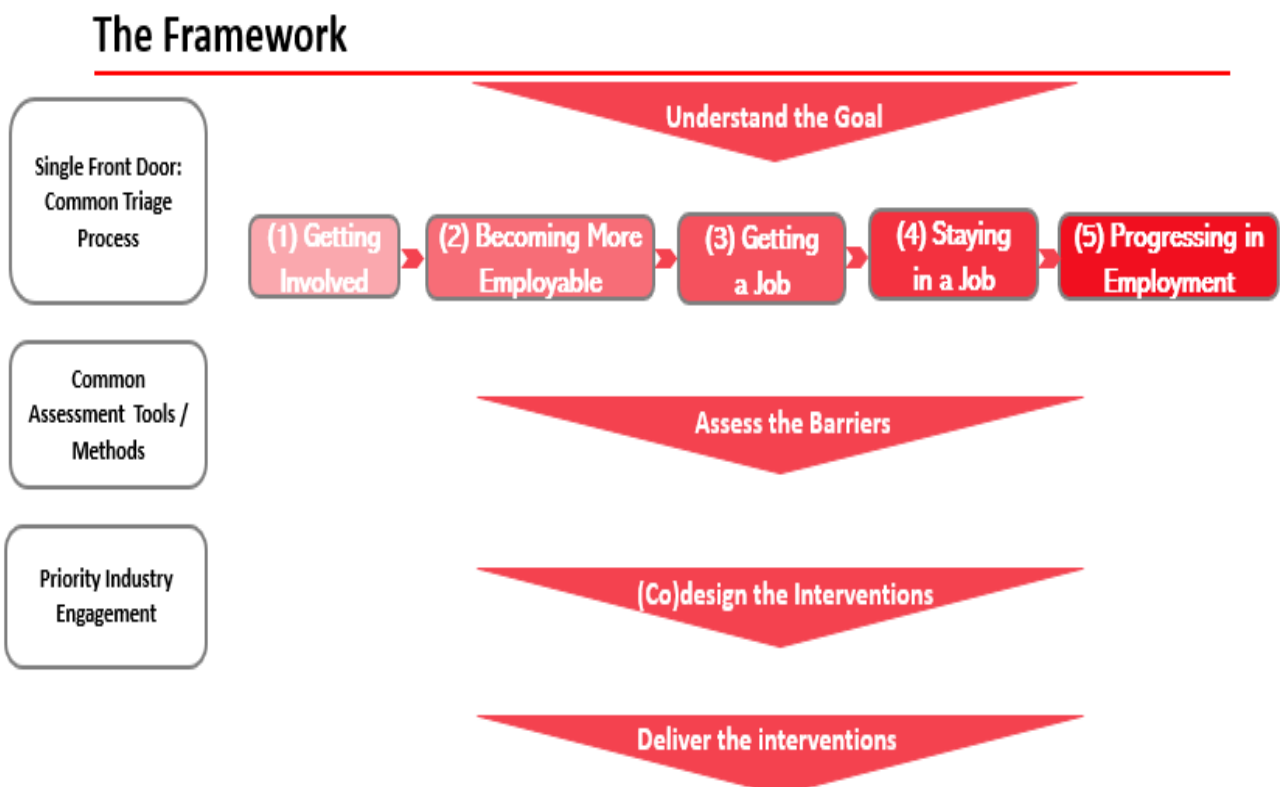 The Framework
Understand the Goal
Single Front Door:
Common Triage
Process
(1) Getting
Involved
(2) Becoming More
Employable
(3) Getting
a Job
(4) Staying
in a Job
(5) Progressing in
Employment
Common
Assessment Tools /
Methods
Assess the Barriers
Priority Industry
Engagement
(Co)design the Interventions
Deliver the interventions